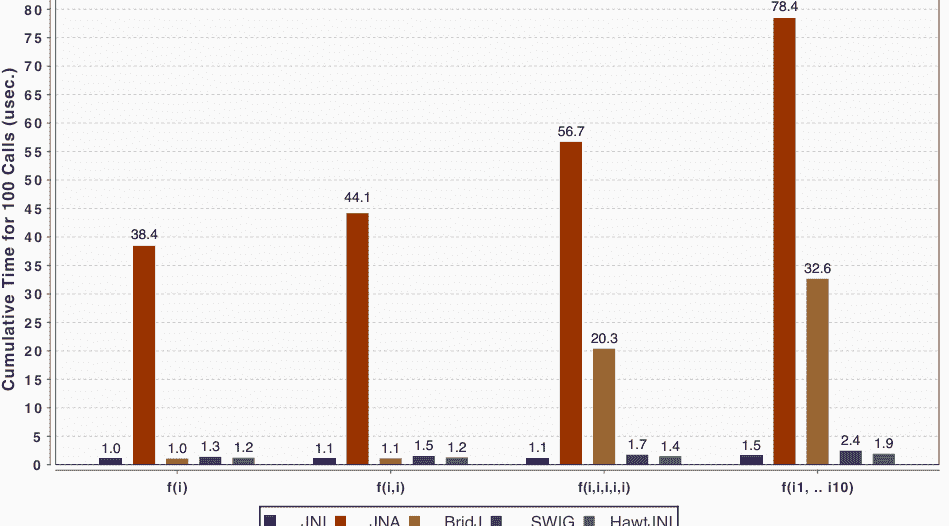 Cumulative Time for 100 Calls (usec.)
80
75
70
65
60
55
50
45
40
35
30
25
20
15
10
5
0
1.0 38.4 1.0 1.3 1.2
1.1 44.1 1.1 1.5 1.2
1.1 56.7 20.3 1.7 1.4
1.5 78.4 32.6 2.4 1.9
f(i) f(i,i) f(i,i,i,i,i) f(i1, .. i10)
JNI JNA BridJ SWIG HawtJNI